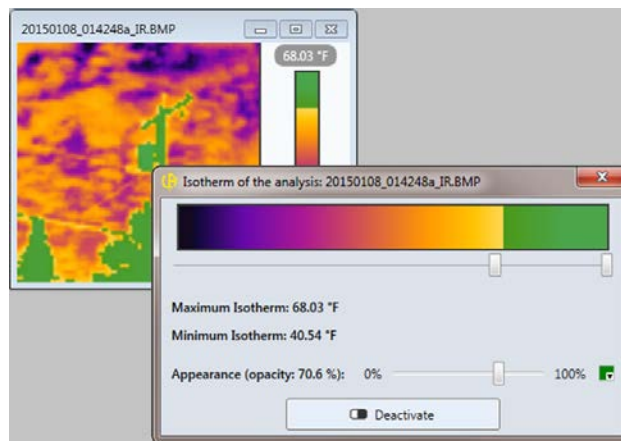 20150108_014248a_IR.BMP
68.03 °F
Isotherm of the analysis: 20150108_014248a_IR.BMP
Maximum Isotherm: 68.03 °F
Minimum Isotherm: 40.54 °F
Appearance (opacity: 70.6 %): 0% 100%
Deactivate